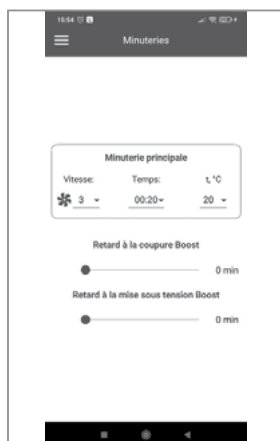 15:54
Minuteries
Minuterie principale
Vitesse: Temps: t, °C
3 00:20 20
Retard à la coupure Boost
0 min
Retard à la mise sous tension Boost
0 min